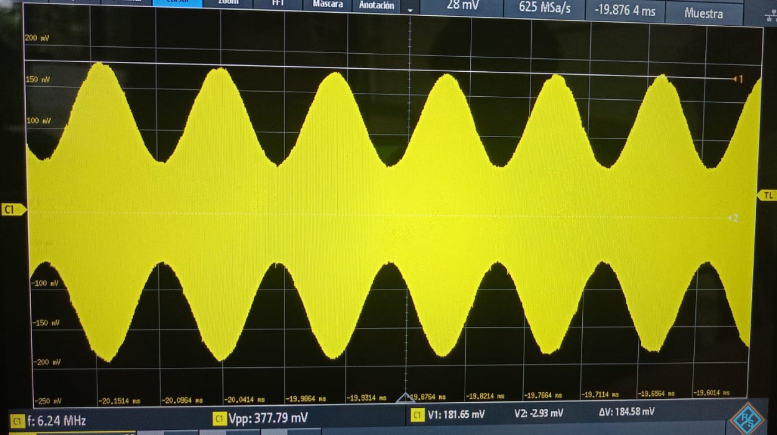 Zoom FFT Máscara Anotación 28 mV 625 MSa/s -19.876 4 ms Muestra
200 mV
1
150 mV
100 mV
C1
TL
2
-100 mV
-150 mV
-200 mV
-250 mV
-20.1514 ms -20.0964 ms -20.0414 ms -19.9864 ms -19.9314 ms -19.8764 ms -19.8214 ms -19.7664 ms -19.7114 ms -19.6564 ms -19.6014 ms
C1 f: 6.24 MHz C1 Vpp: 377.79 mV C1 V1: 181.65 mV V2: -2.93 mV ΔV: 184.58 mV
R&S